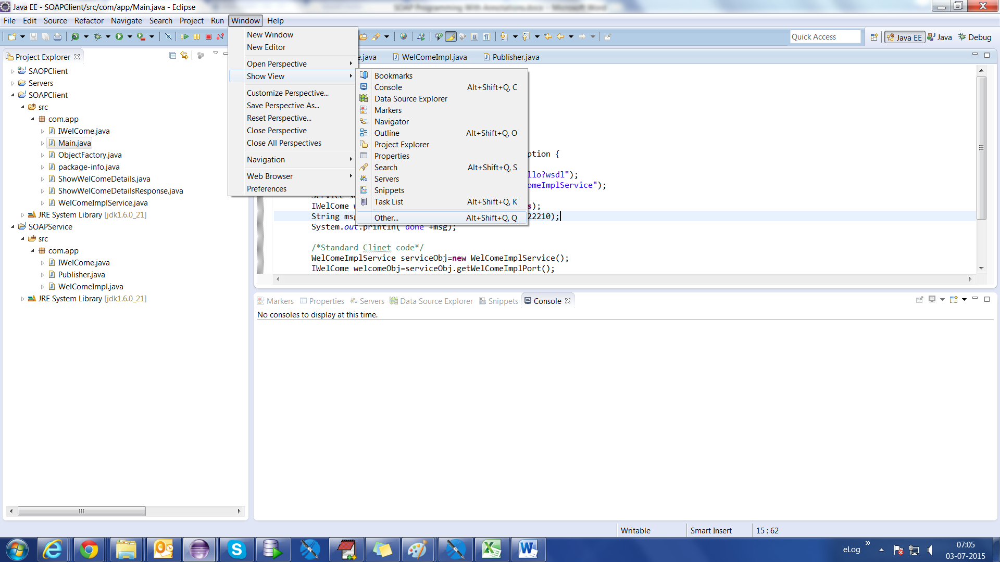 Java EE - SOAPClient/src/com/app/Main.java - Eclipse
SOAP Programming With Annotations.docx - Microsoft Word
File Edit Source Refactor Navigate Search Project Run Window Help
Quick Access
Java EE
Java
Debug
Project Explorer
SAOPClient
Servers
SOAPClient
src
com.app
IWelCome.java
Main.java
ObjectFactory.java
package-info.java
ShowWelComeDetails.java
ShowWelComeDetailsResponse.java
WelComeImplService.java
JRE System Library [jdk1.6.0_21]
SOAPService
src
com.app
IWelCome.java
Publisher.java
WelComeImpl.java
JRE System Library [jdk1.6.0_21]
New Window
New Editor
Open Perspective
Show View
Customize Perspective...
Save Perspective As...
Reset Perspective...
Close Perspective
Close All Perspectives
Navigation
Web Browser
Preferences
Bookmarks
Console Alt+Shift+Q, C
Data Source Explorer
Markers
Navigator
Outline Alt+Shift+Q, O
Project Explorer
Properties
Search Alt+Shift+Q, S
Servers
Snippets
Task List Alt+Shift+Q, K
Other... Alt+Shift+Q, Q
e.java
WelComeImpl.java
Publisher.java
ption {
llo?wsdl");
omeImplService");
Service se
IWelCome w s);
String msg 22210);
System.out.println( done +msg);
/*Standard Clinet code*/
WelComeImplService serviceObj=new WelComeImplService();
IWelCome welcomeObj=serviceObj.getWelComeImplPort();
Markers Properties Servers Data Source Explorer Snippets Console
No consoles to display at this time.
Writable
Smart Insert
15 : 62
eLog
07:05
03-07-2015